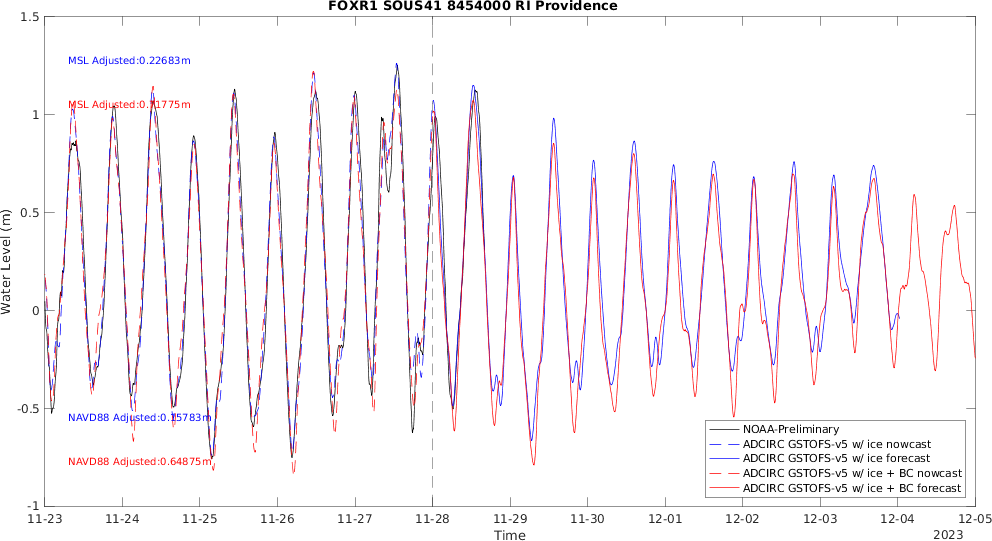 FOXR1 SOUS41 8454000 RI Providence
1.5
MSL Adjusted:0.22683m
MSL Adjusted:0.71775m
1
0.5
Water Level (m)
0
-0.5
NAVD88 Adjusted:0.15783m
NAVD88 Adjusted:0.64875m
NOAA-Preliminary
ADCIRC GSTOFS-v5 w/ ice nowcast
ADCIRC GSTOFS-v5 w/ ice forecast
ADCIRC GSTOFS-v5 w/ ice + BC nowcast
ADCIRC GSTOFS-v5 w/ ice + BC forecast
-1
11-23 11-24 11-25 11-26 11-27 11-28 11-29 11-30 12-01 12-02 12-03 12-04 12-05
Time
2023